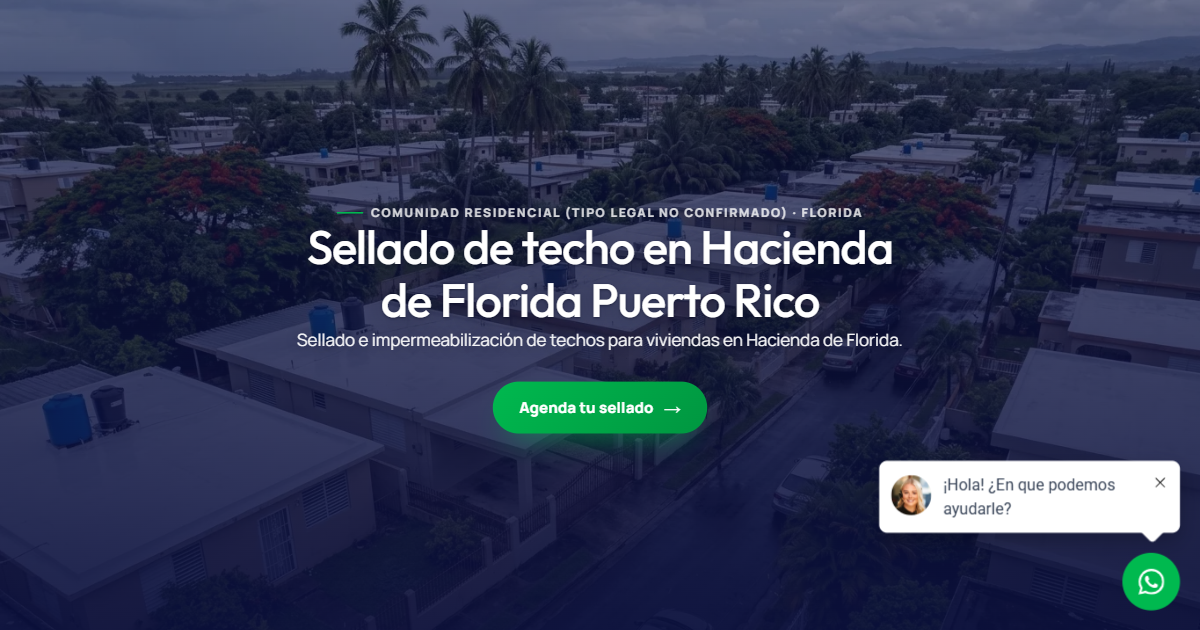 COMUNIDAD RESIDENCIAL (TIPO LEGAL NO CONFIRMADO) · FLORIDA
Sellado de techo en Hacienda
de Florida Puerto Rico
Sellado e impermeabilización de techos para viviendas en Hacienda de Florida.
Agenda tu sellado →
¡Hola! ¿En que podemos
ayudarle?